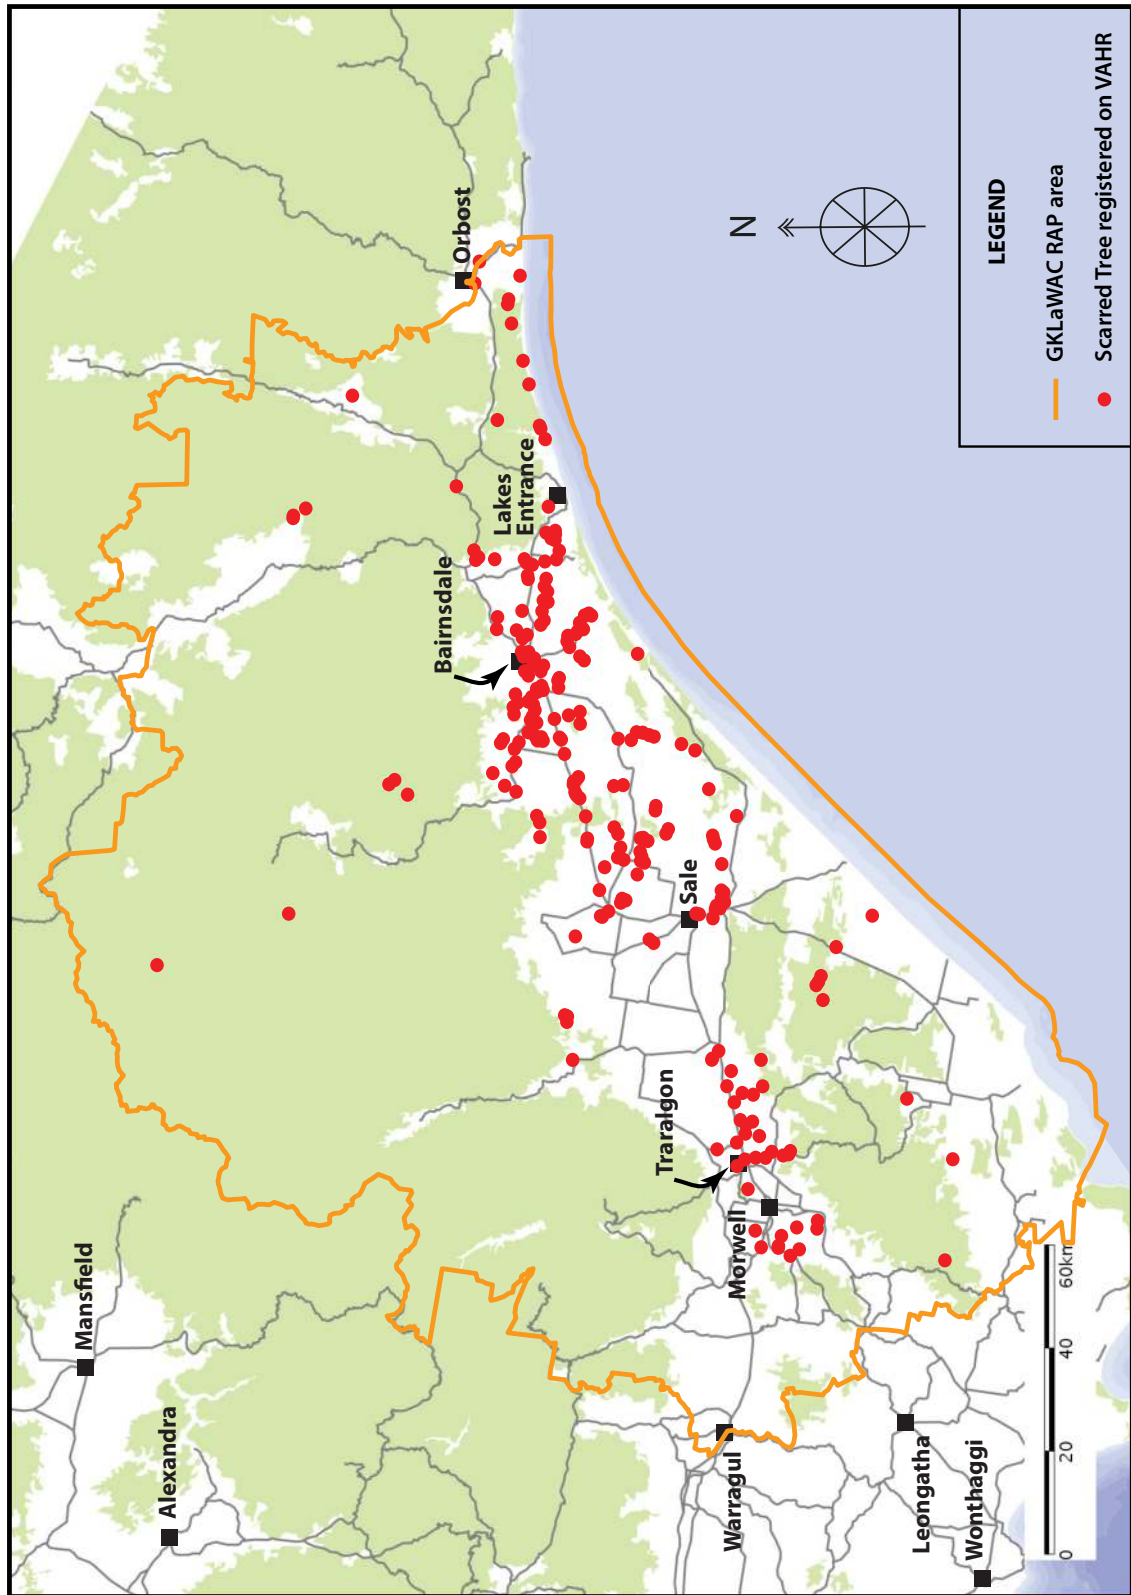 Mansfield
Alexandra
Orbost
Lakes
Entrance
Bairnsdale
Sale
Traralgon
Morwell
Warragul
Leongatha
Wonthaggi
N
0
20
40
60km
LEGEND
GKLaWAC RAP area
Scarred Tree registered on VAHR